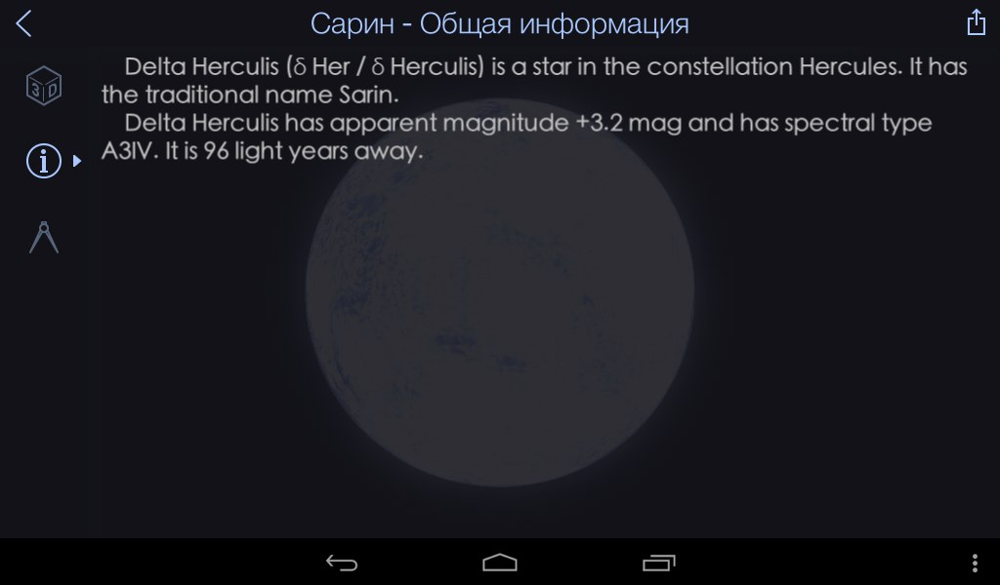 Сарин - Общая информация
Delta Herculis (δ Her / δ Herculis) is a star in the constellation Hercules. It has
the traditional name Sarin.
Delta Herculis has apparent magnitude +3.2 mag and has spectral type
A3IV. It is 96 light years away.
3D
i